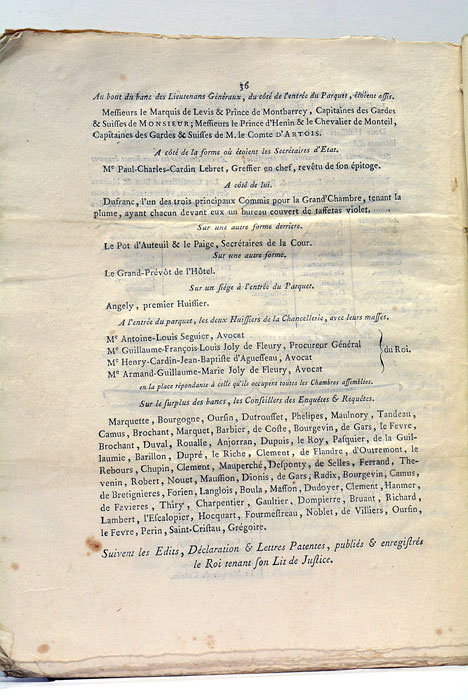 36
Au bout du banc des Lieutenans Généraux, du côté de l'entrée du Parquet, étoient assis.
Messieurs le Marquis de Levis & Prince de Montbarrey, Capitaines des Gardes
& Suisses de MONSIEUR; Messieurs le Prince d'Henin & le Chevalier de Monteil,
Capitaines des Gardes & Suisses de M. le Comte D'ARTOIS.
A côté de la forme où étoient les Secrétaires d'Etat.
Me Paul-Charles-Cardin Lebret, Greffier en chef, revêtu de son épitoge.
A côté de lui.
Dufranc, l'un des trois principaux Commis pour la Grand'Chambre, tenant la
plume, ayant chacun devant eux un bureau couvert de taffetas violet.
Sur une autre forme derriere.
Le Pot d'Auteuil & le Paige, Secrétaires de la Cour.
Sur une autre forme.
Le Grand-Prévôt de l'Hôtel.
Sur un siége à l'entrée du Parquet.
Angely, premier Huissier.
A l'entrée du parquet, les deux Huissiers de la Chancellerie, avec leurs masses.
Me Antoine-Louis Seguier, Avocat
Me Guillaume-François-Louis Joly de Fleury, Procureur Général
Me Henry-Cardin-Jean-Baptiste d'Aguesseau, Avocat
Me Armand-Guillaume-Marie Joly de Fleury, Avocat
du Roi.
en la place répondante à celle qu'ils occupent toutes les Chambres assemblées.
Sur le surplus des bancs, les Conseillers des Enquêtes & Requêtes.
Marquette, Bourgogne, Oursin, Dutrousset, Phelipes, Maulnory, Tandeau,
Camus, Brochant, Marquet, Barbier, de Coste, Bourgevin, de Gars, le Fevre,
Brochant, Duval, Roualle, Anjorran, Dupuis, le Roy, Pasquier, de la Guil-
laumie, Barillon, Dupré, le Riche, Clement, de Flandre, d'Outremont, le
Rebours, Chupin, Clement, Mauperché, Desponty, de Selles, Ferrand, The-
venin, Robert, Nouet, Maussion, Dionis, de Gars, Radix, Bourgevin, Camus,
de Bretignieres, Forien, Langlois, Boula, Masson, Dudoyer, Clement, Hanmer,
de Favieres, Thiry, Charpentier, Gaultier, Dompierre, Bruant, Richard,
Lambert, l'Escalopier, Hocquart, Fourmestreau, Noblet, de Villiers, Oursin,
le Fevre, Perin, Saint-Cristau, Grégoire.
Suivent les Edits, Déclaration & Lettres Patentes, publiés & enregistrés
le Roi tenant son Lit de Justice.